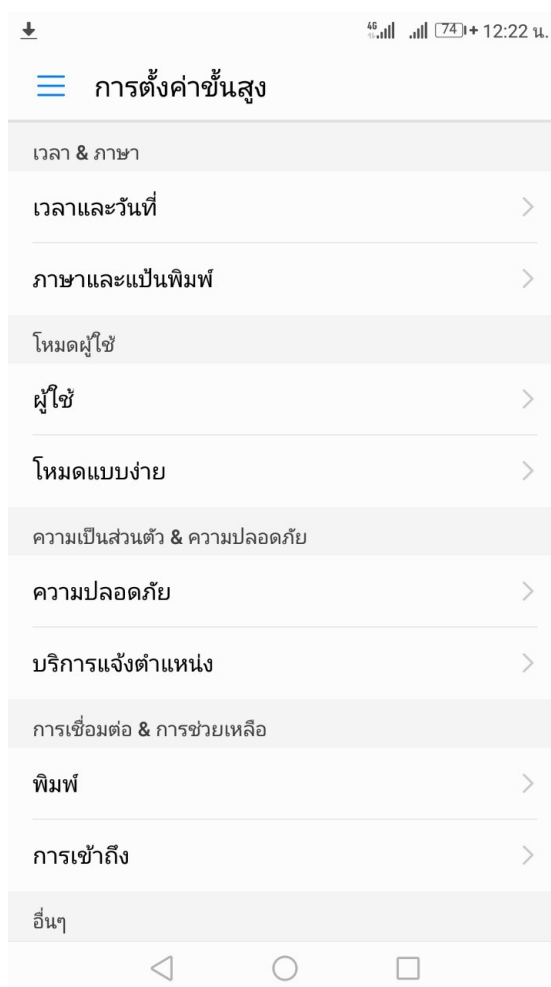 4G 74 12:22 น.
การตั้งค่าขั้นสูง
เวลา & ภาษา
เวลาและวันที่
ภาษาและแป้นพิมพ์
โหมดผู้ใช้
ผู้ใช้
โหมดแบบง่าย
ความเป็นส่วนตัว & ความปลอดภัย
ความปลอดภัย
บริการแจ้งตำแหน่ง
การเชื่อมต่อ & การช่วยเหลือ
พิมพ์
การเข้าถึง
อื่นๆ